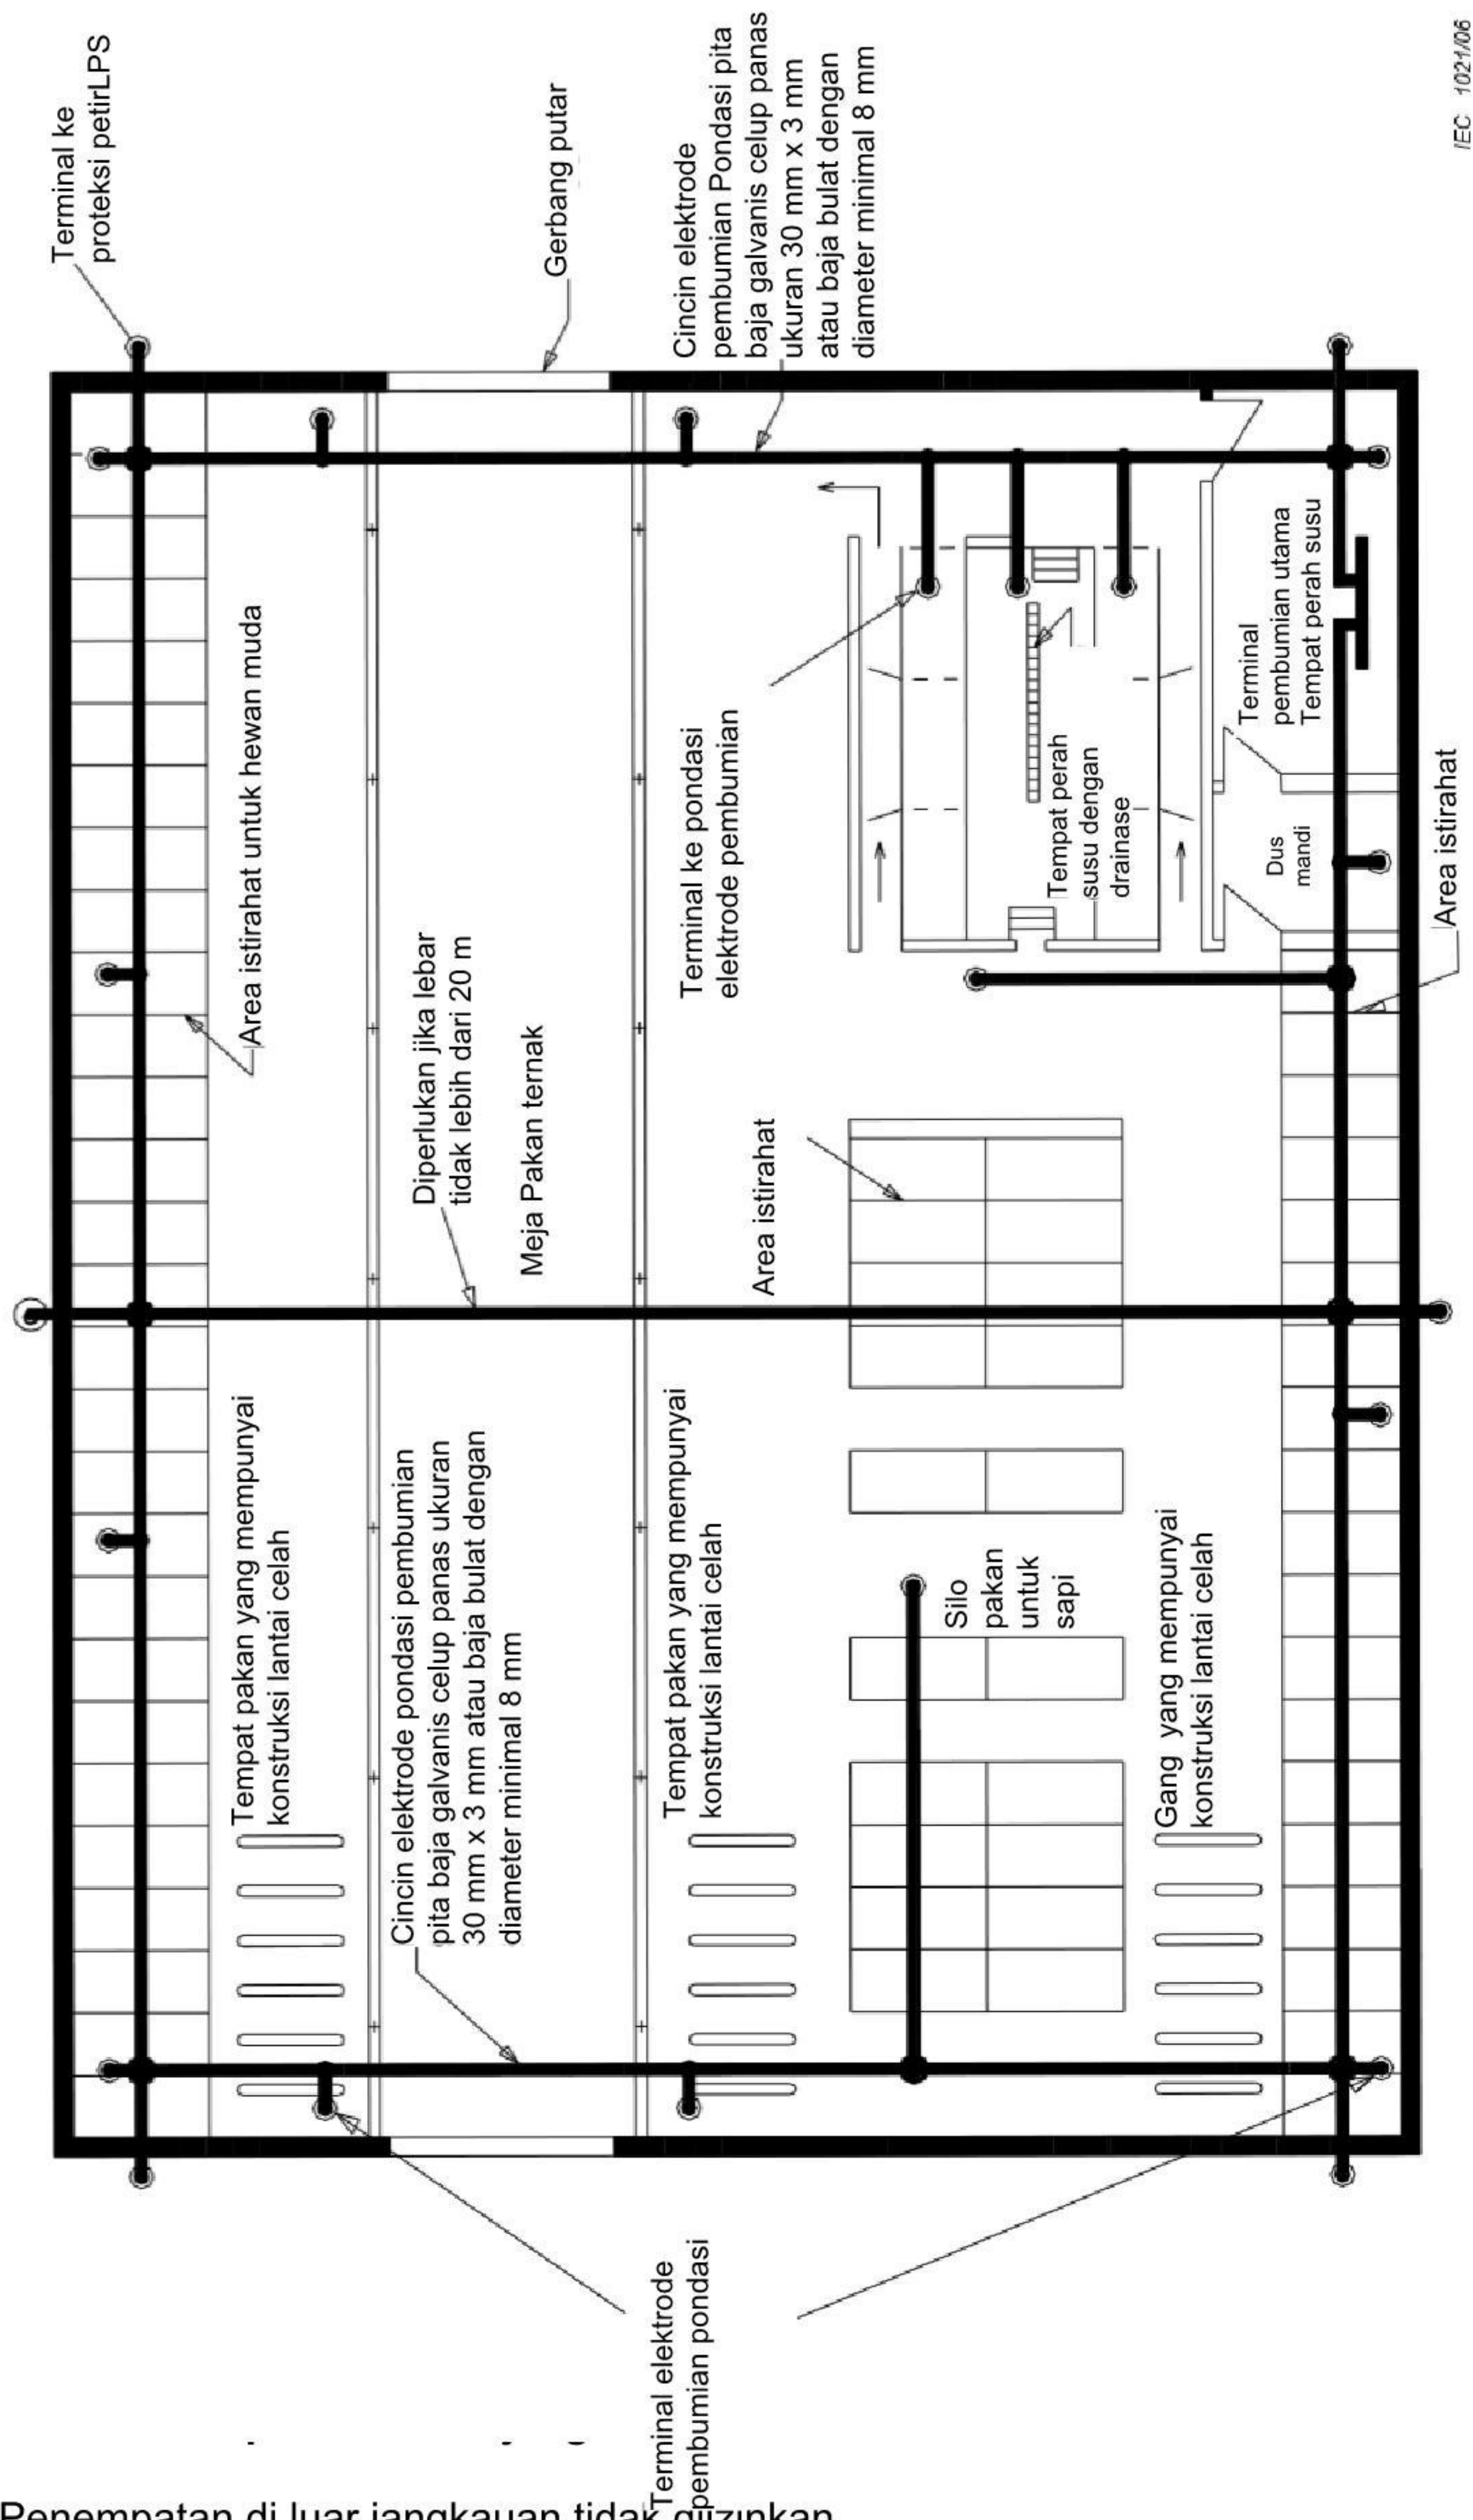 Terminal ke
proteksi petirLPS
Gerbang putar
Cincin elektrode
pembumian Pondasi pita
baja galvanis celup panas
ukuran 30 mm x 3 mm
atau baja bulat dengan
diameter minimal 8 mm
IEC 1021/06
Area istirahat untuk hewan muda
Diperlukan jika lebar
tidak lebih dari 20 m
Meja Pakan ternak
Terminal ke pondasi
elektrode pembumian
Area istirahat
Tempat perah
susu dengan
drainase
Terminal
pembumian utama
Tempat perah susu
Dus
mandi
Area istirahat
Tempat pakan yang mempunyai
konstruksi lantai celah
Cincin elektrode pondasi pembumian
pita baja galvanis celup panas ukuran
30 mm x 3 mm atau baja bulat dengan
diameter minimal 8 mm
Tempat pakan yang mempunyai
konstruksi lantai celah
Silo
pakan
untuk
sapi
Gang yang mempunyai
konstruksi lantai celah
Terminal elektrode
pembumian pondasi
Penempatan di luar jangkauan tidak diizinkan